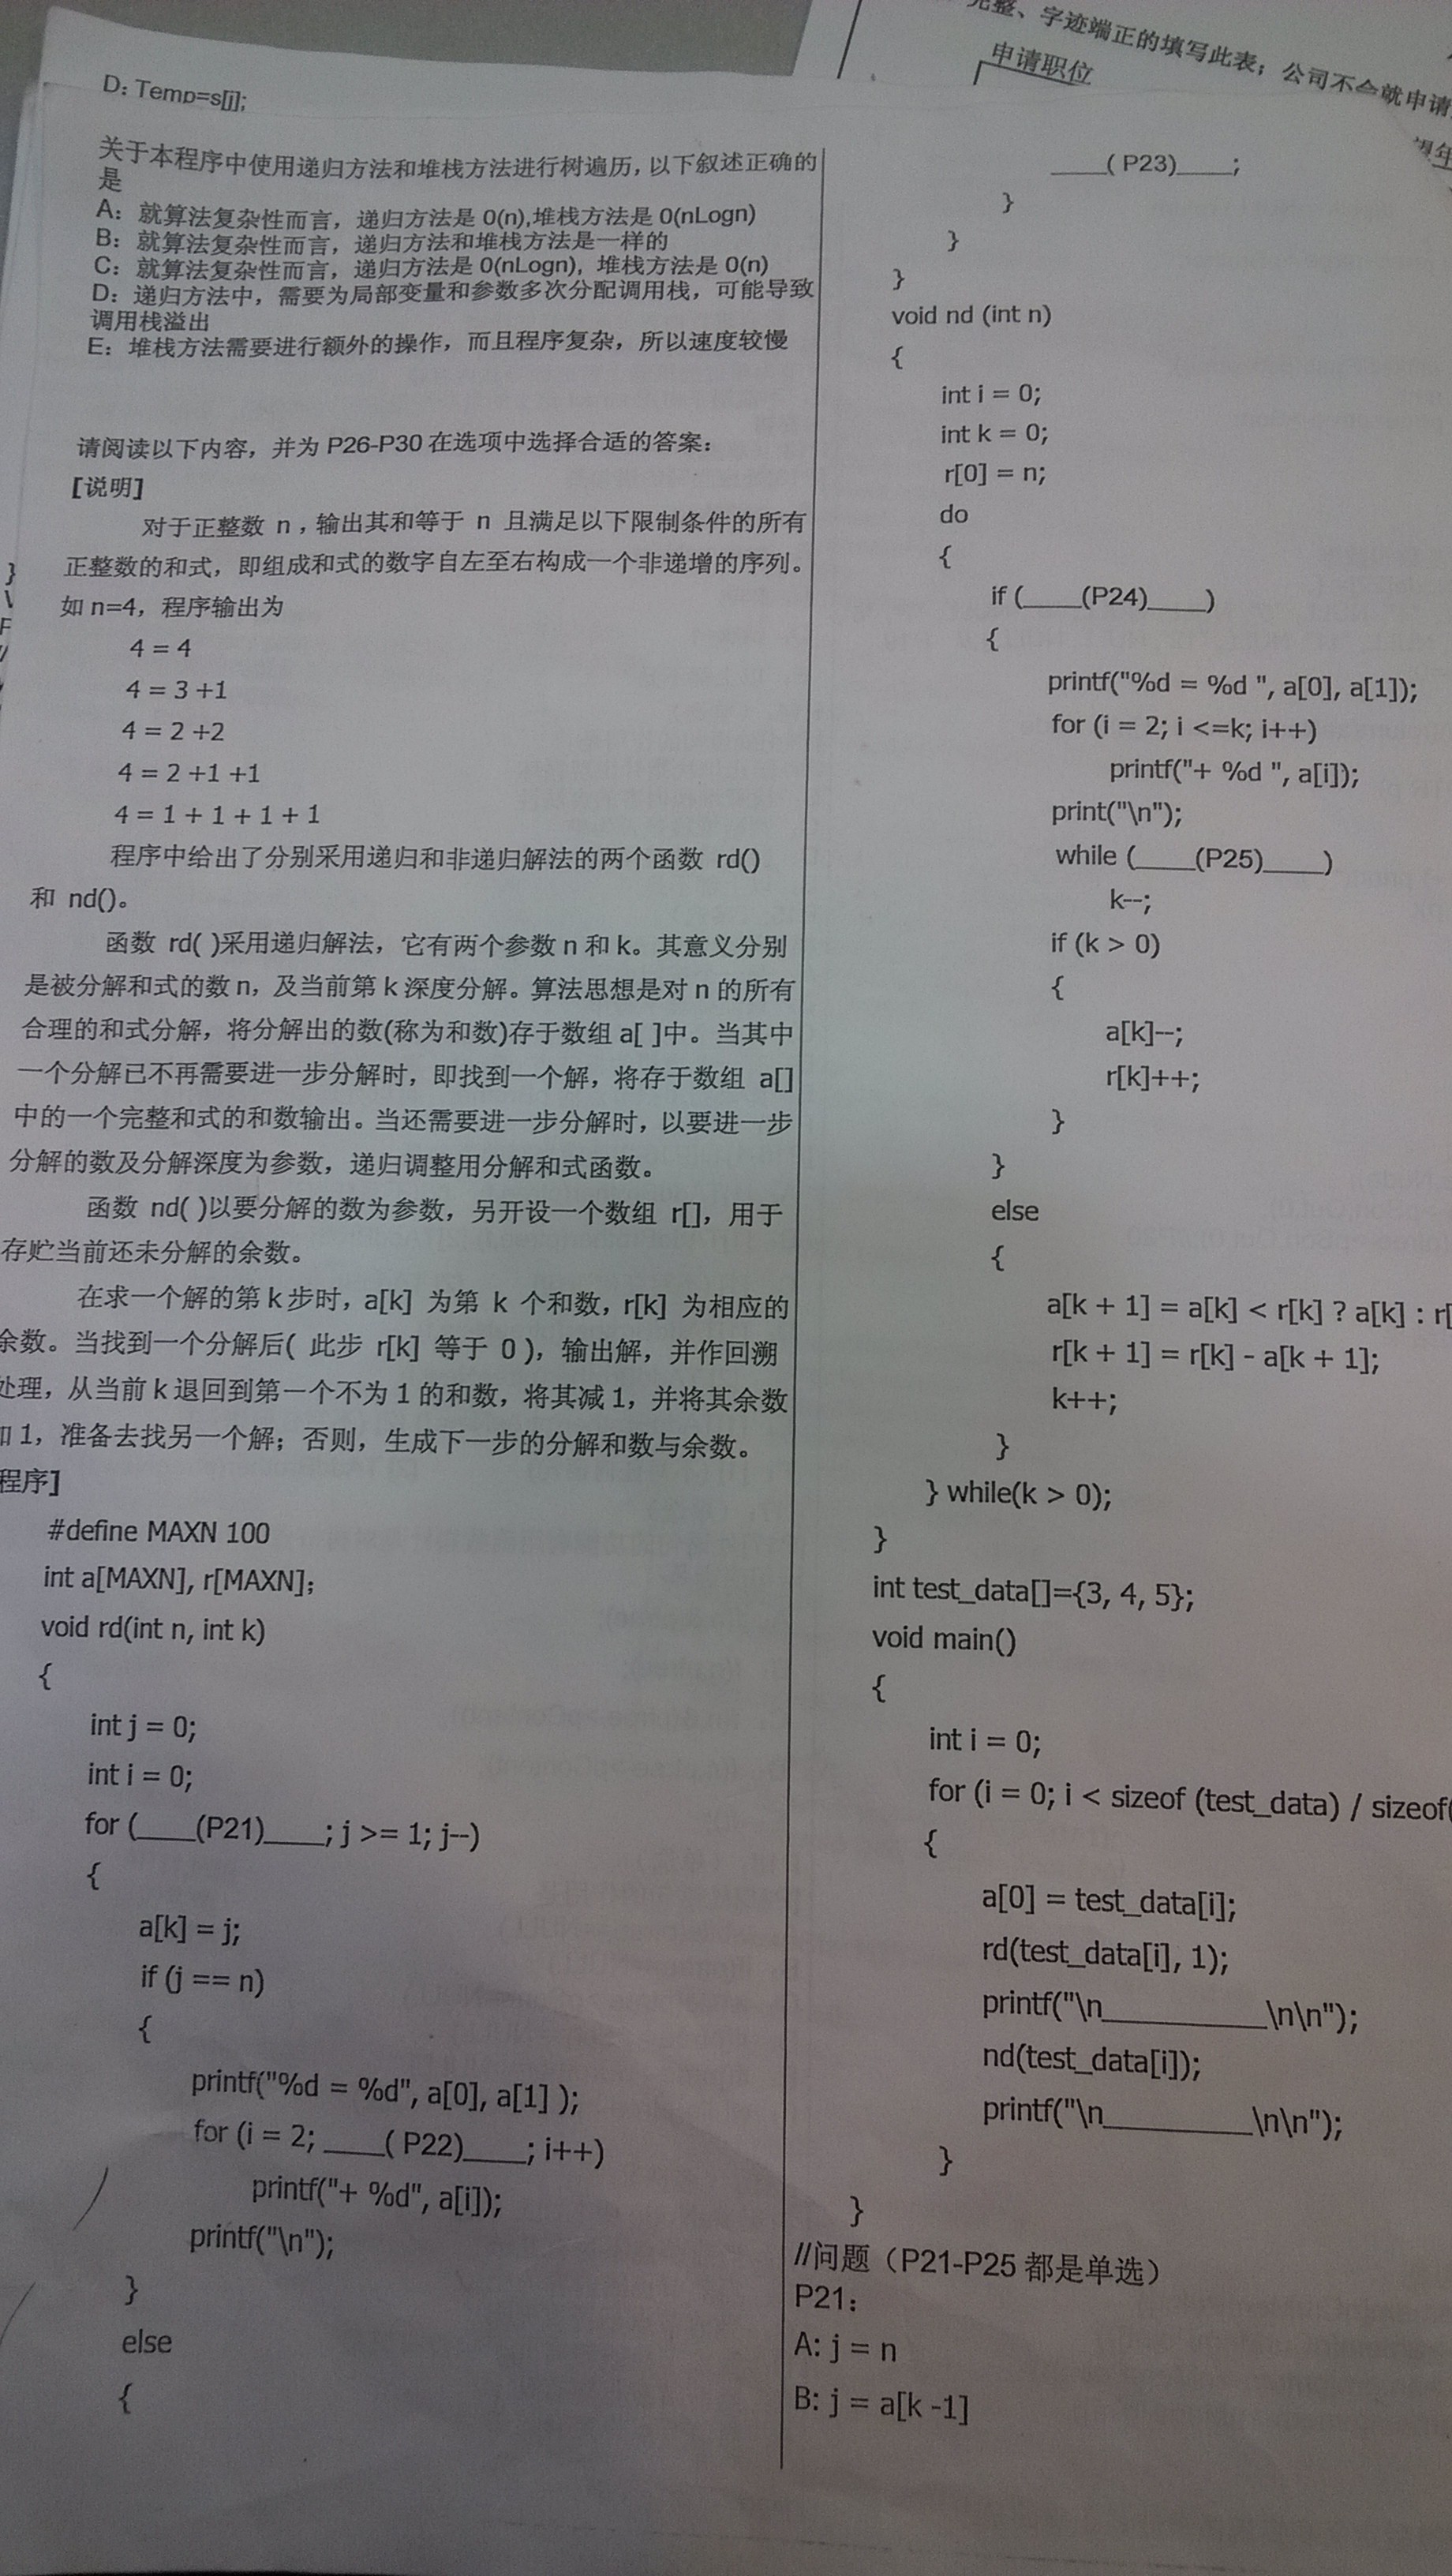 完整、字迹端正的填写此表；公司不会就申请
申请职位
D: Temp=s[j];
关于本程序中使用递归方法和堆栈方法进行树遍历，以下叙述正确的
是
A：就算法复杂性而言，递归方法是 0(n),堆栈方法是 0(nLogn)
B：就算法复杂性而言，递归方法和堆栈方法是一样的
C：就算法复杂性而言，递归方法是 0(nLogn)，堆栈方法是 0(n)
D：递归方法中，需要为局部变量和参数多次分配调用栈，可能导致
调用栈溢出
E：堆栈方法需要进行额外的操作，而且程序复杂，所以速度较慢
请阅读以下内容，并为 P26-P30 在选项中选择合适的答案：
[说明]
对于正整数 n，输出其和等于 n 且满足以下限制条件的所有
正整数的和式，即组成和式的数字自左至右构成一个非递增的序列。
如 n=4，程序输出为
4 = 4
4 = 3 +1
4 = 2 +2
4 = 2 +1 +1
4 = 1 + 1 + 1 + 1
程序中给出了分别采用递归和非递归解法的两个函数 rd()
和 nd()。
函数 rd( )采用递归解法，它有两个参数 n 和 k。其意义分别
是被分解和式的数 n，及当前第 k 深度分解。算法思想是对 n 的所有
合理的和式分解，将分解出的数(称为和数)存于数组 a[ ]中。当其中
一个分解已不再需要进一步分解时，即找到一个解，将存于数组 a[]
中的一个完整和式的和数输出。当还需要进一步分解时，以要进一步
分解的数及分解深度为参数，递归调整用分解和式函数。
函数 nd( )以要分解的数为参数，另开设一个数组 r[]，用于
存贮当前还未分解的余数。
在求一个解的第 k 步时，a[k] 为第 k 个和数，r[k] 为相应的
余数。当找到一个分解后( 此步 r[k] 等于 0 )，输出解，并作回溯
处理，从当前 k 退回到第一个不为 1 的和数，将其减 1，并将其余数
加 1，准备去找另一个解；否则，生成下一步的分解和数与余数。
程序]
#define MAXN 100
int a[MAXN], r[MAXN];
void rd(int n, int k)
{
int j = 0;
int i = 0;
for (____(P21)____; j >= 1; j--)
{
a[k] = j;
if (j == n)
{
printf("%d = %d", a[0], a[1] );
for (i = 2; ____( P22)____; i++)
printf("+ %d", a[i]);
printf("\n");
}
else
{
____( P23)____;
}
}
}
void nd (int n)
{
int i = 0;
int k = 0;
r[0] = n;
do
{
if (____(P24)____)
{
printf("%d = %d ", a[0], a[1]);
for (i = 2; i <=k; i++)
printf("+ %d ", a[i]);
print("\n");
while (____(P25)____)
k--;
if (k > 0)
{
a[k]--;
r[k]++;
}
}
else
{
a[k + 1] = a[k] < r[k] ? a[k] : r[
r[k + 1] = r[k] - a[k + 1];
k++;
}
} while(k > 0);
}
int test_data[]={3, 4, 5};
void main()
{
int i = 0;
for (i = 0; i < sizeof (test_data) / sizeof(
{
a[0] = test_data[i];
rd(test_data[i], 1);
printf("\n___________\n\n");
nd(test_data[i]);
printf("\n__________\n\n");
}
}
//问题（P21-P25 都是单选）
P21：
A: j = n
B: j = a[k -1]